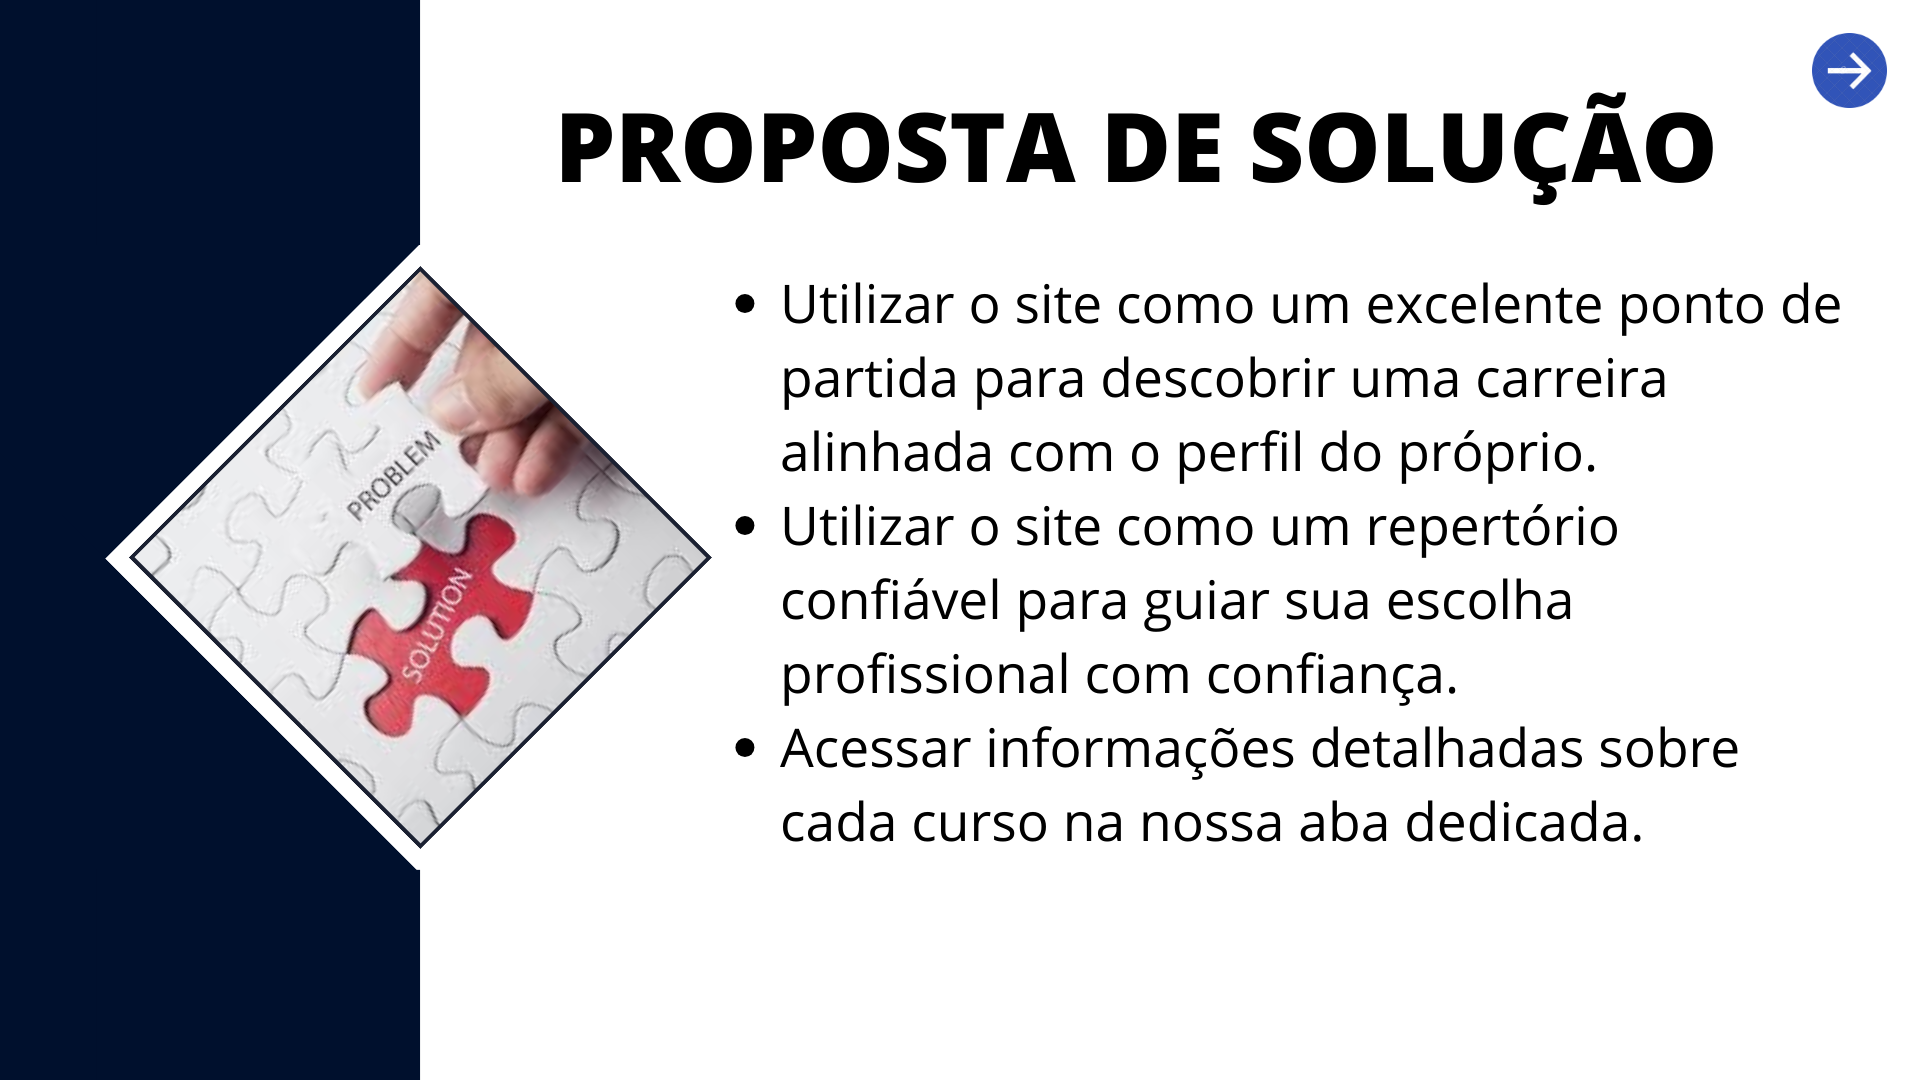 PROPOSTA DE SOLUÇÃO
• Utilizar o site como um excelente ponto de
partida para descobrir uma carreira
alinhada com o perfil do próprio.
• Utilizar o site como um repertório
confiável para guiar sua escolha
profissional com confiança.
• Acessar informações detalhadas sobre
cada curso na nossa aba dedicada.
PROBLEM
SOLUTION